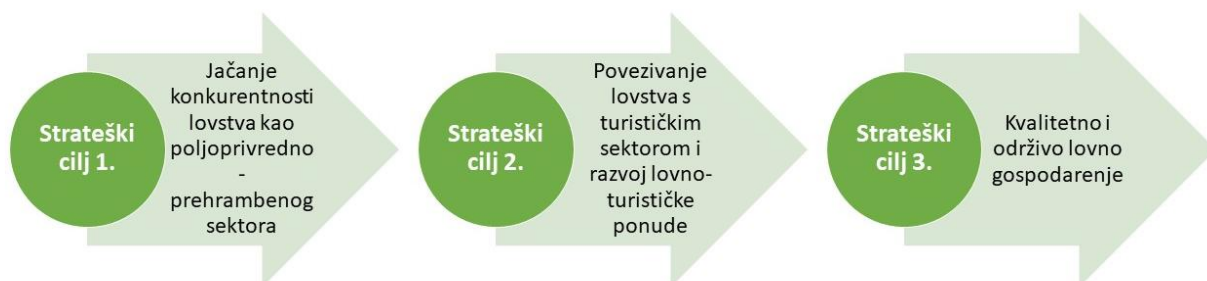 Strateški
cilj 1.
Jačanje
konkurentnosti
lovstva kao
poljoprivredno
-
prehrambenog
sektora
Strateški
cilj 2.
Povezivanje
lovstva s
turističkim
sektorom i
razvoj lovno-
turističke
ponude
Strateški
cilj 3.
Kvalitetno i
održivo lovno
gospodarenje